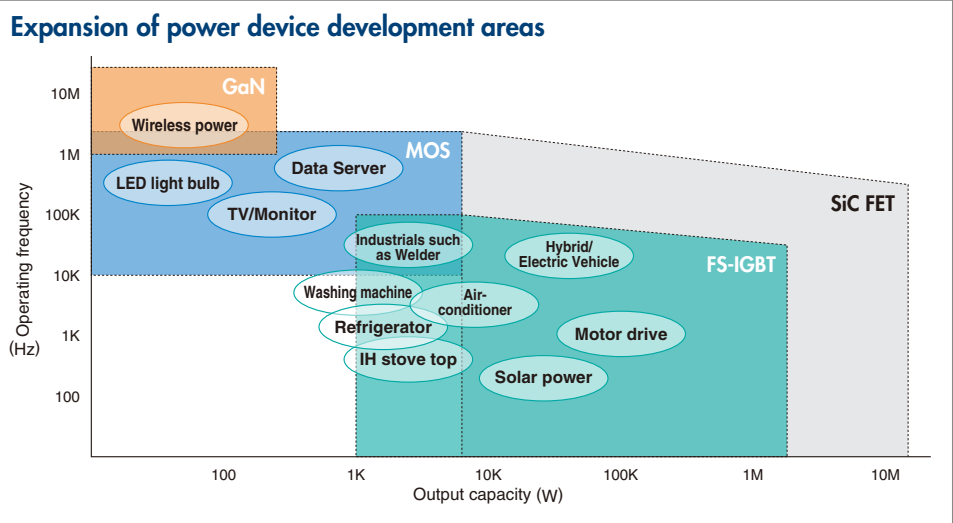 Expansion of power device development areas
GaN
10M
Wireless power
1M
MOS
Data Server
LED light bulb
SiC FET
TV/Monitor
100K
Industrials such
as Welder
Hybrid/
Electric Vehicle
FS-IGBT
10K
Washing machine
Air-
conditioner
Refrigerator
Motor drive
1K
IH stove top
Solar power
100
Operating frequency
(Hz)
100
1K
10K
100K
1M
10M
Output capacity (W)